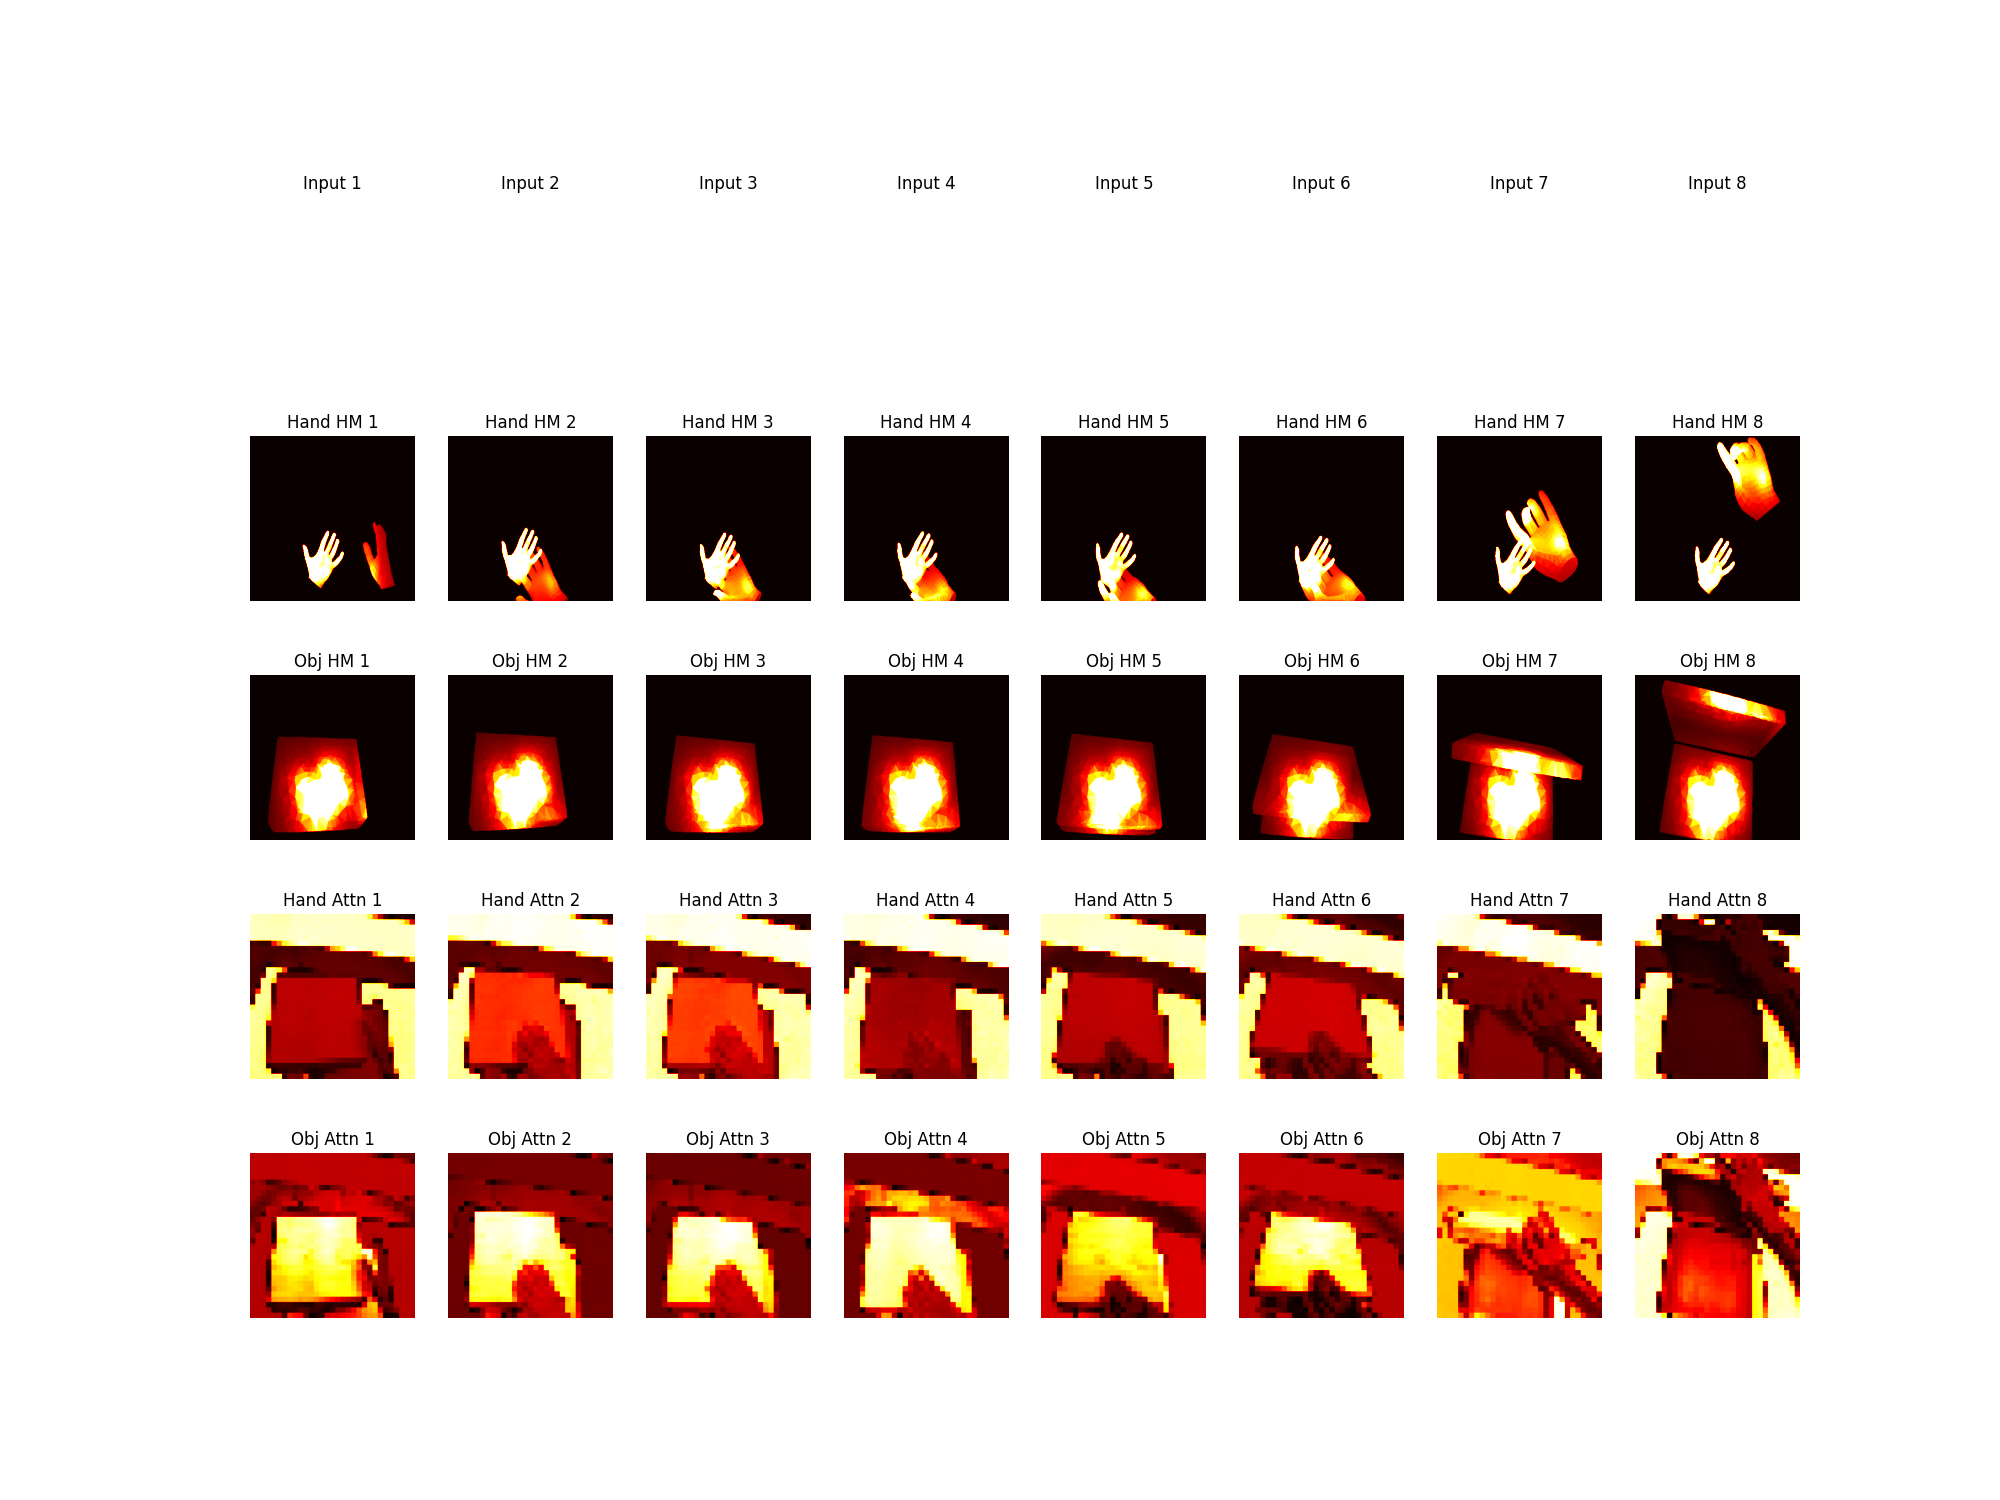 Input 1 Input 2 Input 3 Input 4 Input 5 Input 6 Input 7 Input 8
Hand HM 1 Hand HM 2 Hand HM 3 Hand HM 4 Hand HM 5 Hand HM 6 Hand HM 7 Hand HM 8
Obj HM 1 Obj HM 2 Obj HM 3 Obj HM 4 Obj HM 5 Obj HM 6 Obj HM 7 Obj HM 8
Hand Attn 1 Hand Attn 2 Hand Attn 3 Hand Attn 4 Hand Attn 5 Hand Attn 6 Hand Attn 7 Hand Attn 8
Obj Attn 1 Obj Attn 2 Obj Attn 3 Obj Attn 4 Obj Attn 5 Obj Attn 6 Obj Attn 7 Obj Attn 8